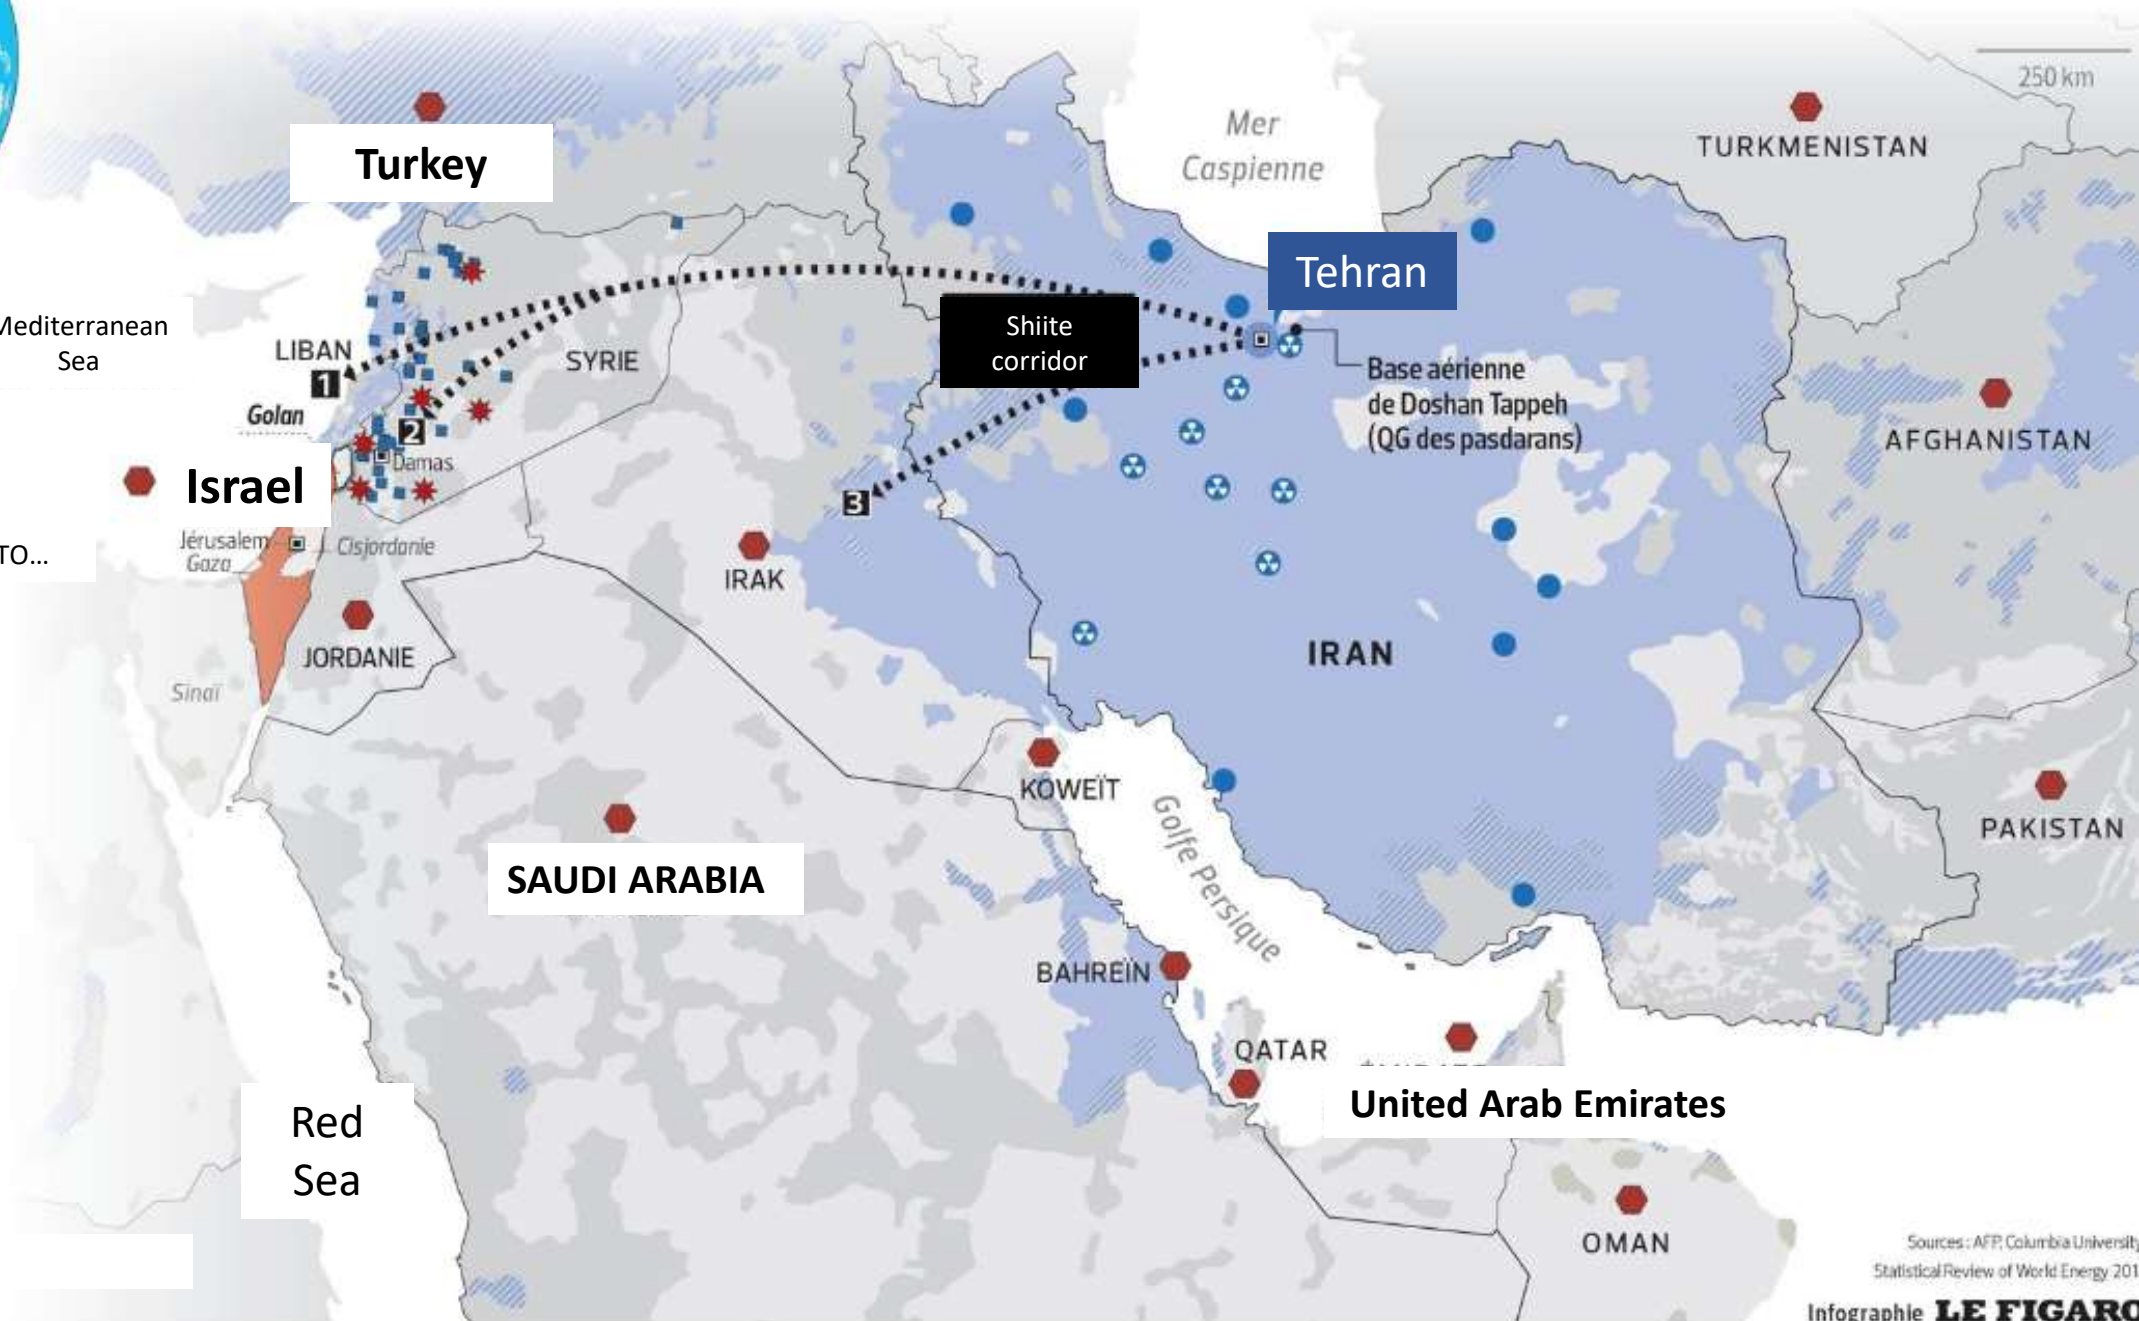 250 km
Mer
Caspienne
TURKMENISTAN
Turkey
Tehran
Mediterranean
Sea
LIBAN
1
SYRIE
Shiite
corridor
Base aérienne
de Doshan Tappeh
(QG des pasdarans)
Golan
2
AFGHANISTAN
Damas
Israel
3
Jérusalem
Cisjordanie
Gaza
TO...
IRAK
IRAN
JORDANIE
Sinaï
KOWEÏT
Golfe Persique
PAKISTAN
SAUDI ARABIA
BAHREÏN
QATAR
United Arab Emirates
Red
Sea
OMAN
Sources : AFP, Columbia University
Statistical Review of World Energy 201
Infographie LE FIGARO